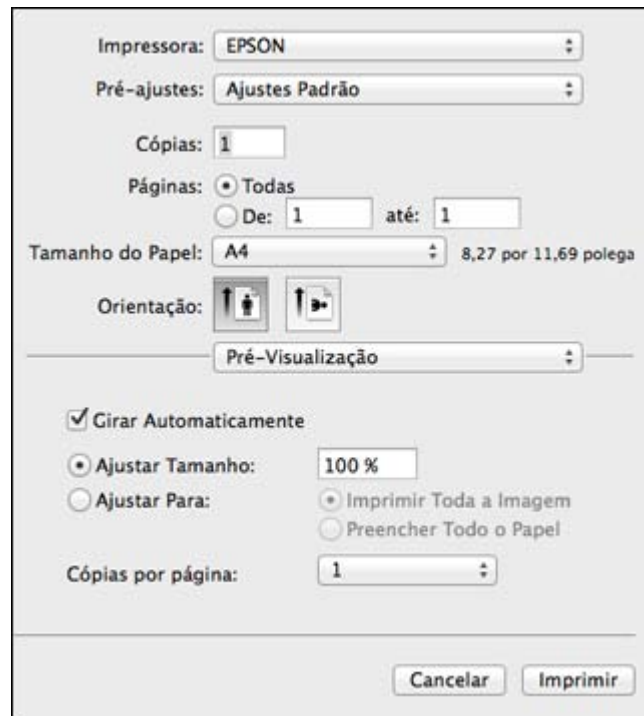 Impressora: EPSON
Pré-ajustes: Ajustes Padrão
Cópias: 1
Páginas: Todas
De: 1 até: 1
Tamanho do Papel: A4 8,27 por 11,69 polega
Orientação:
Pré-Visualização
Girar Automaticamente
Ajustar Tamanho: 100 %
Ajustar Para: Imprimir Toda a Imagem
Preencher Todo o Papel
Cópias por página: 1
Cancelar Imprimir